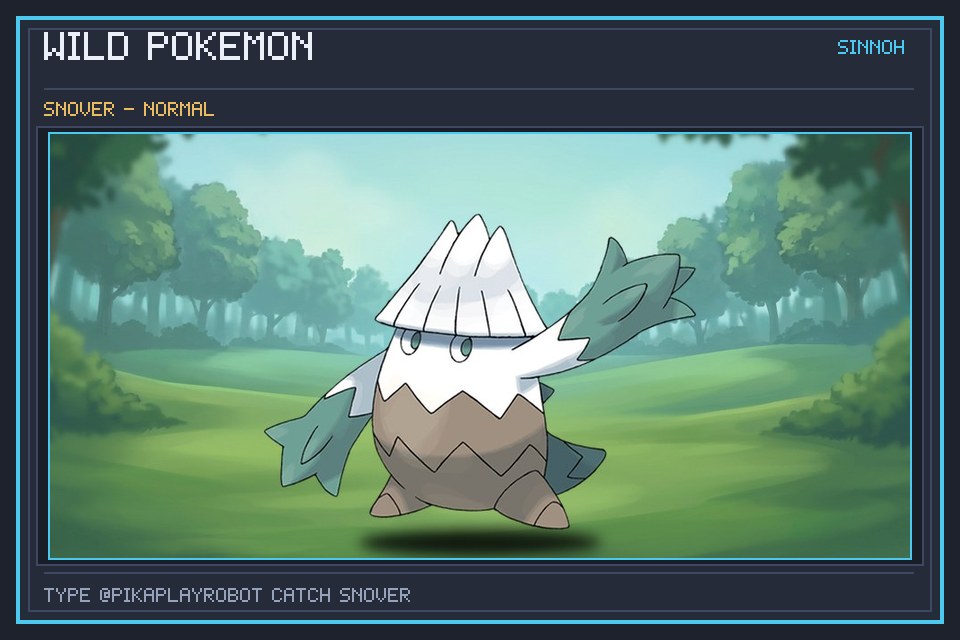 WILD POKEMON
SINNOH
SNOVER - NORMAL
TYPE @PIKAPLAYROBOT CATCH SNOVER